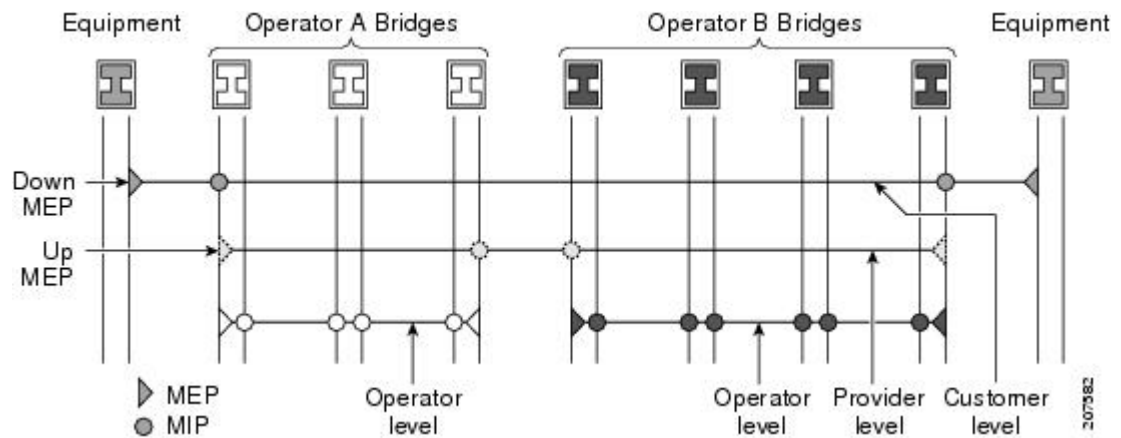 Equipment
Operator A Bridges
Operator B Bridges
Equipment
Down
MEP
Up
MEP
MEP
MIP
Operator
level
Operator
level
Provider
level
Customer
level
207582